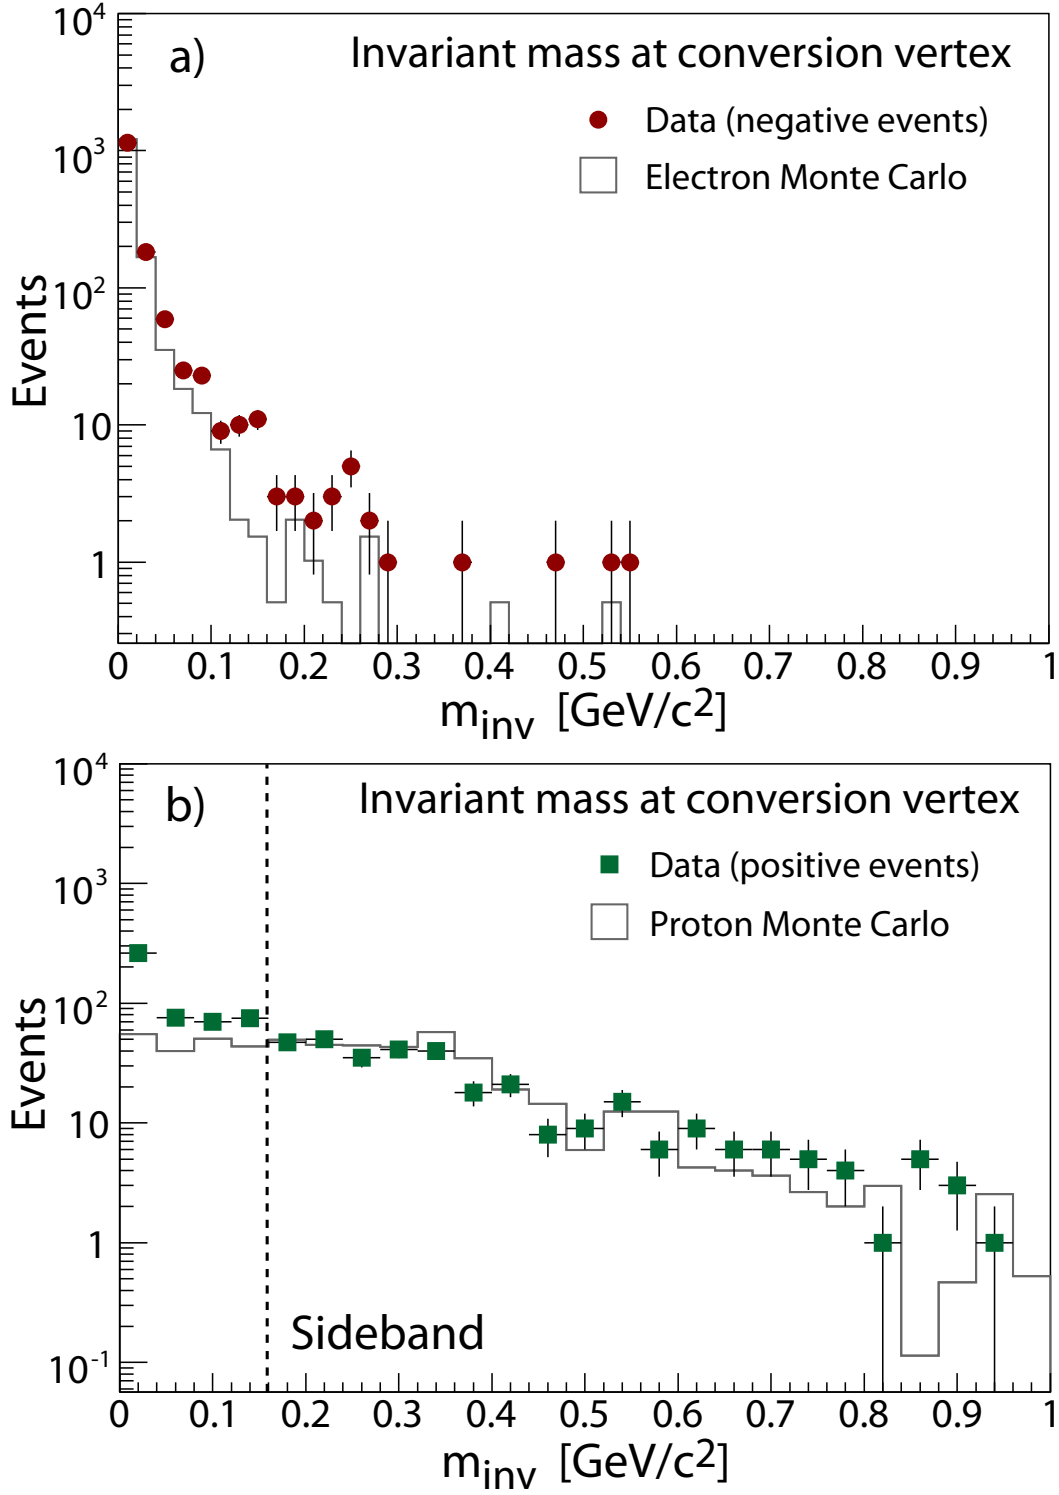 10⁴
a)
Invariant mass at conversion vertex
Data (negative events)
10³
Electron Monte Carlo
10²
Events
10
1
0 0.1 0.2 0.3 0.4 0.5 0.6 0.7 0.8 0.9 1
m_inv [GeV/c²]
10⁴
b)
Invariant mass at conversion vertex
Data (positive events)
10³
Proton Monte Carlo
10²
Events
10
1
Sideband
10⁻¹
0 0.1 0.2 0.3 0.4 0.5 0.6 0.7 0.8 0.9 1
m_inv [GeV/c²]